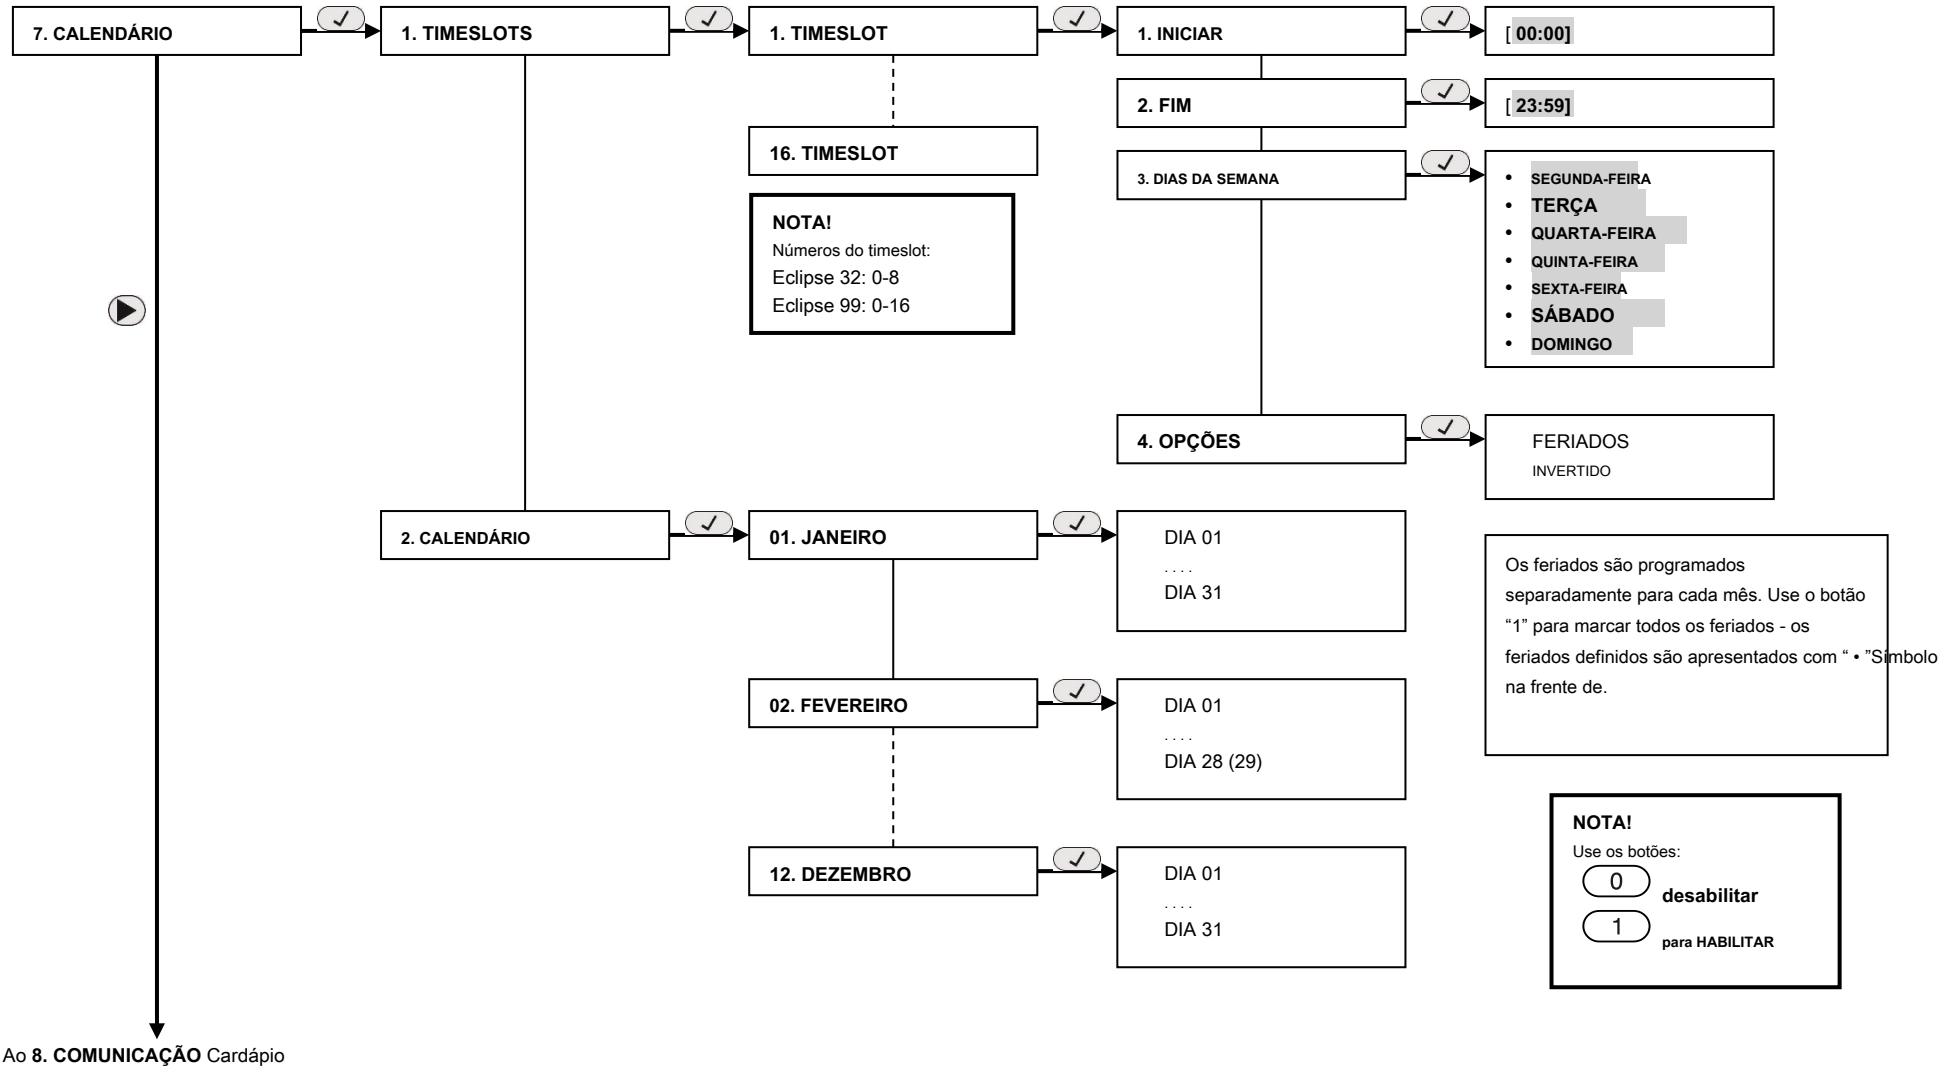 7. CALENDÁRIO
1. TIMESLOTS
1. TIMESLOT
1. INICIAR
[ 00:00]
2. FIM
[ 23:59]
16. TIMESLOT
3. DIAS DA SEMANA
• SEGUNDA-FEIRA
• TERÇA
• QUARTA-FEIRA
• QUINTA-FEIRA
• SEXTA-FEIRA
• SÁBADO
• DOMINGO
NOTA!
Números do timeslot:
Eclipse 32: 0-8
Eclipse 99: 0-16
4. OPÇÕES
FERIADOS
INVERTIDO
2. CALENDÁRIO
01. JANEIRO
DIA 01
. . . .
DIA 31
Os feriados são programados
separadamente para cada mês. Use o botão
“1” para marcar todos os feriados - os
feriados definidos são apresentados com “ • ”Símbolo
na frente de.
02. FEVEREIRO
DIA 01
. . . .
DIA 28 (29)
NOTA!
Use os botões:
0 desabilitar
1 para HABILITAR
12. DEZEMBRO
DIA 01
. . . .
DIA 31
Ao 8. COMUNICAÇÃO Cardápio